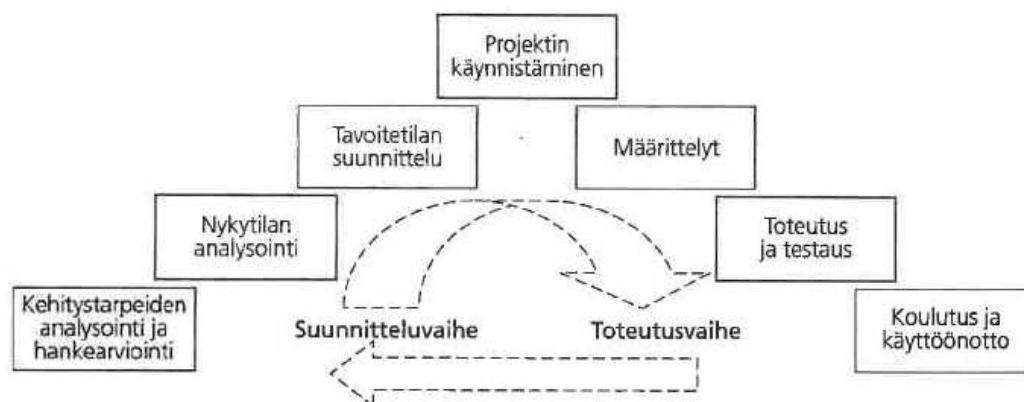 Projektin
käynnistäminen
Tavoitetilan
suunnittelu
Määrittelyt
Nykytilan
analysointi
Toteutus
ja testaus
Kehitystarpeiden
analysointi ja
hankearviointi
Suunnitteluvaihe
Toteutusvaihe
Koulutus ja
käyttöönotto